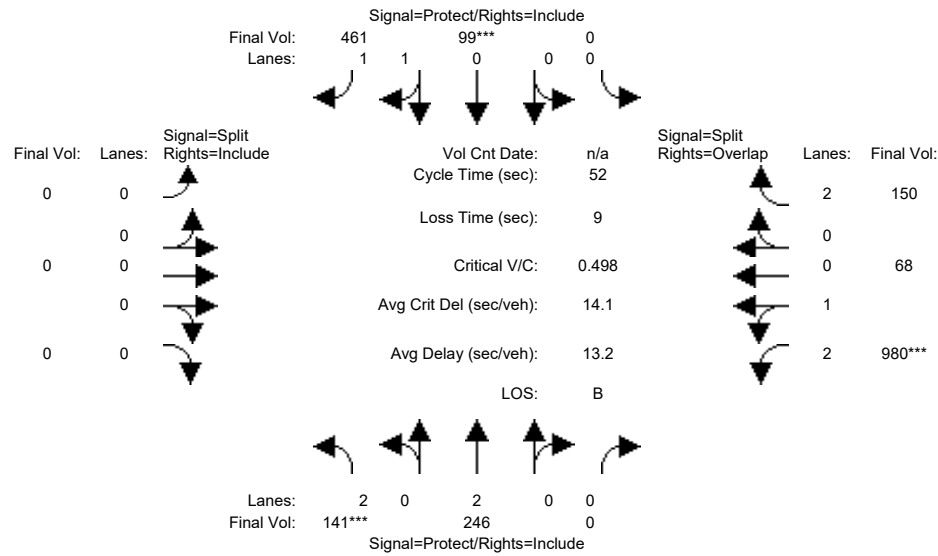 Signal=Protect/Rights=Include
Final Vol: 461 99*** 0
Lanes: 1 1 0 0 0
Signal=Split
Final Vol: Lanes: Rights=Include
Vol Cnt Date: n/a
Signal=Split
Rights=Overlap Lanes: Final Vol:
Cycle Time (sec): 52
0 0
2 150
Loss Time (sec): 9
0
0
0 0
Critical V/C: 0.498
0 68
0
Avg Crit Del (sec/veh): 14.1
1
0 0
Avg Delay (sec/veh): 13.2
2 980***
LOS: B
Lanes: 2 0 2 0 0
Final Vol: 141*** 246 0
Signal=Protect/Rights=Include